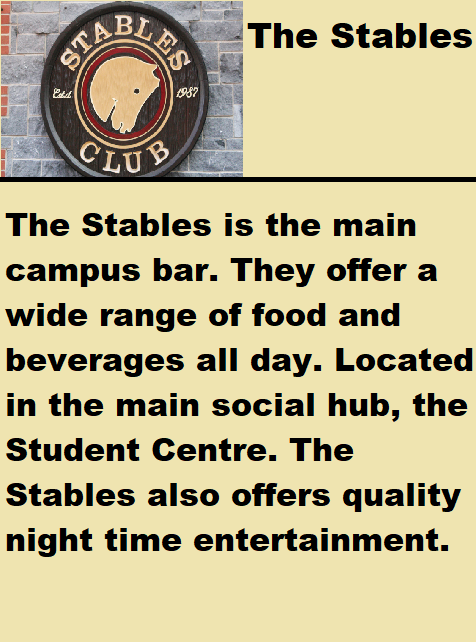 STABLES
Estd 1987
CLUB
The Stables
The Stables is the main
campus bar. They offer a
wide range of food and
beverages all day. Located
in the main social hub, the
Student Centre. The
Stables also offers quality
night time entertainment.